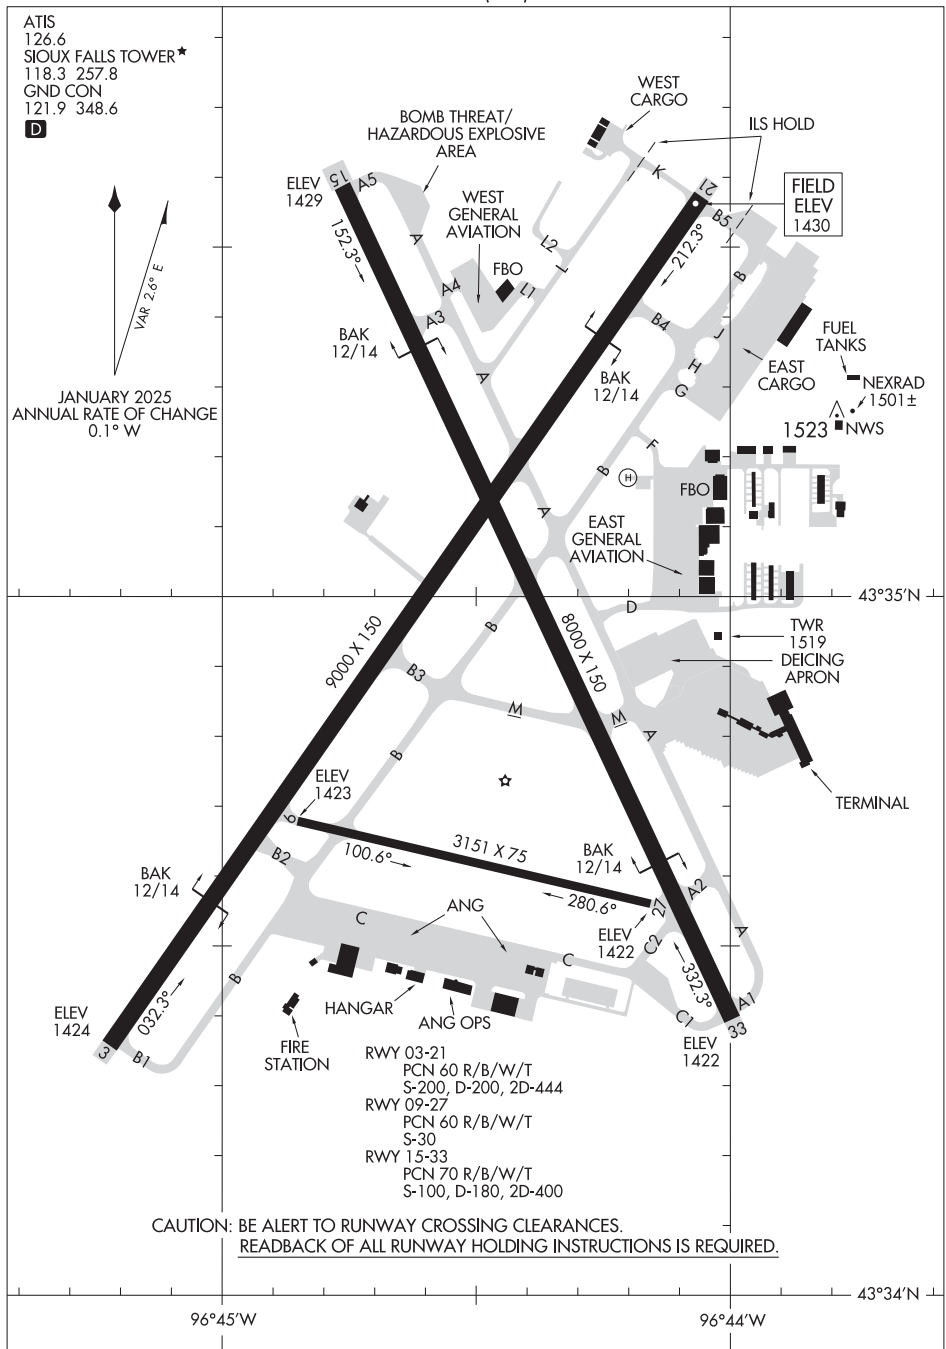 ATIS
126.6
SIOUX FALLS TOWER★
118.3 257.8
GND CON
121.9 348.6
D
VAR 2.6° E
JANUARY 2025
ANNUAL RATE OF CHANGE
0.1° W
WEST
CARGO
BOMB THREAT/
HAZARDOUS EXPLOSIVE
AREA
ILS HOLD
ELEV
1429
15
A5
WEST
GENERAL
AVIATION
K
21
FIELD
ELEV
1430
B5
152.3°
A
L2
L
212.3°
FBO
L1
A4
B
A3
B4
BAK
12/14
J
FUEL
TANKS
A
BAK
12/14
H
EAST
CARGO
G
NEXRAD
1501±
1523
NWS
F
A
B
H
FBO
A
EAST
GENERAL
AVIATION
43°35'N
D
B
8000 X 150
9000 X 150
TWR
1519
DEICING
APRON
B3
M
M
A
B
ELEV
1423
TERMINAL
9
3151 X 75
100.6°
B2
BAK
12/14
BAK
12/14
280.6°
27
A2
C
ANG
ELEV
1422
C2
A
C
B
332.3°
032.3°
HANGAR
ANG OPS
A1
C1
33
ELEV
1424
3
B1
FIRE
STATION
ELEV
1422
RWY 03-21
PCN 60 R/B/W/T
S-200, D-200, 2D-444
RWY 09-27
PCN 60 R/B/W/T
S-30
RWY 15-33
PCN 70 R/B/W/T
S-100, D-180, 2D-400
CAUTION: BE ALERT TO RUNWAY CROSSING CLEARANCES.
READBACK OF ALL RUNWAY HOLDING INSTRUCTIONS IS REQUIRED.
43°34'N
96°45'W
96°44'W